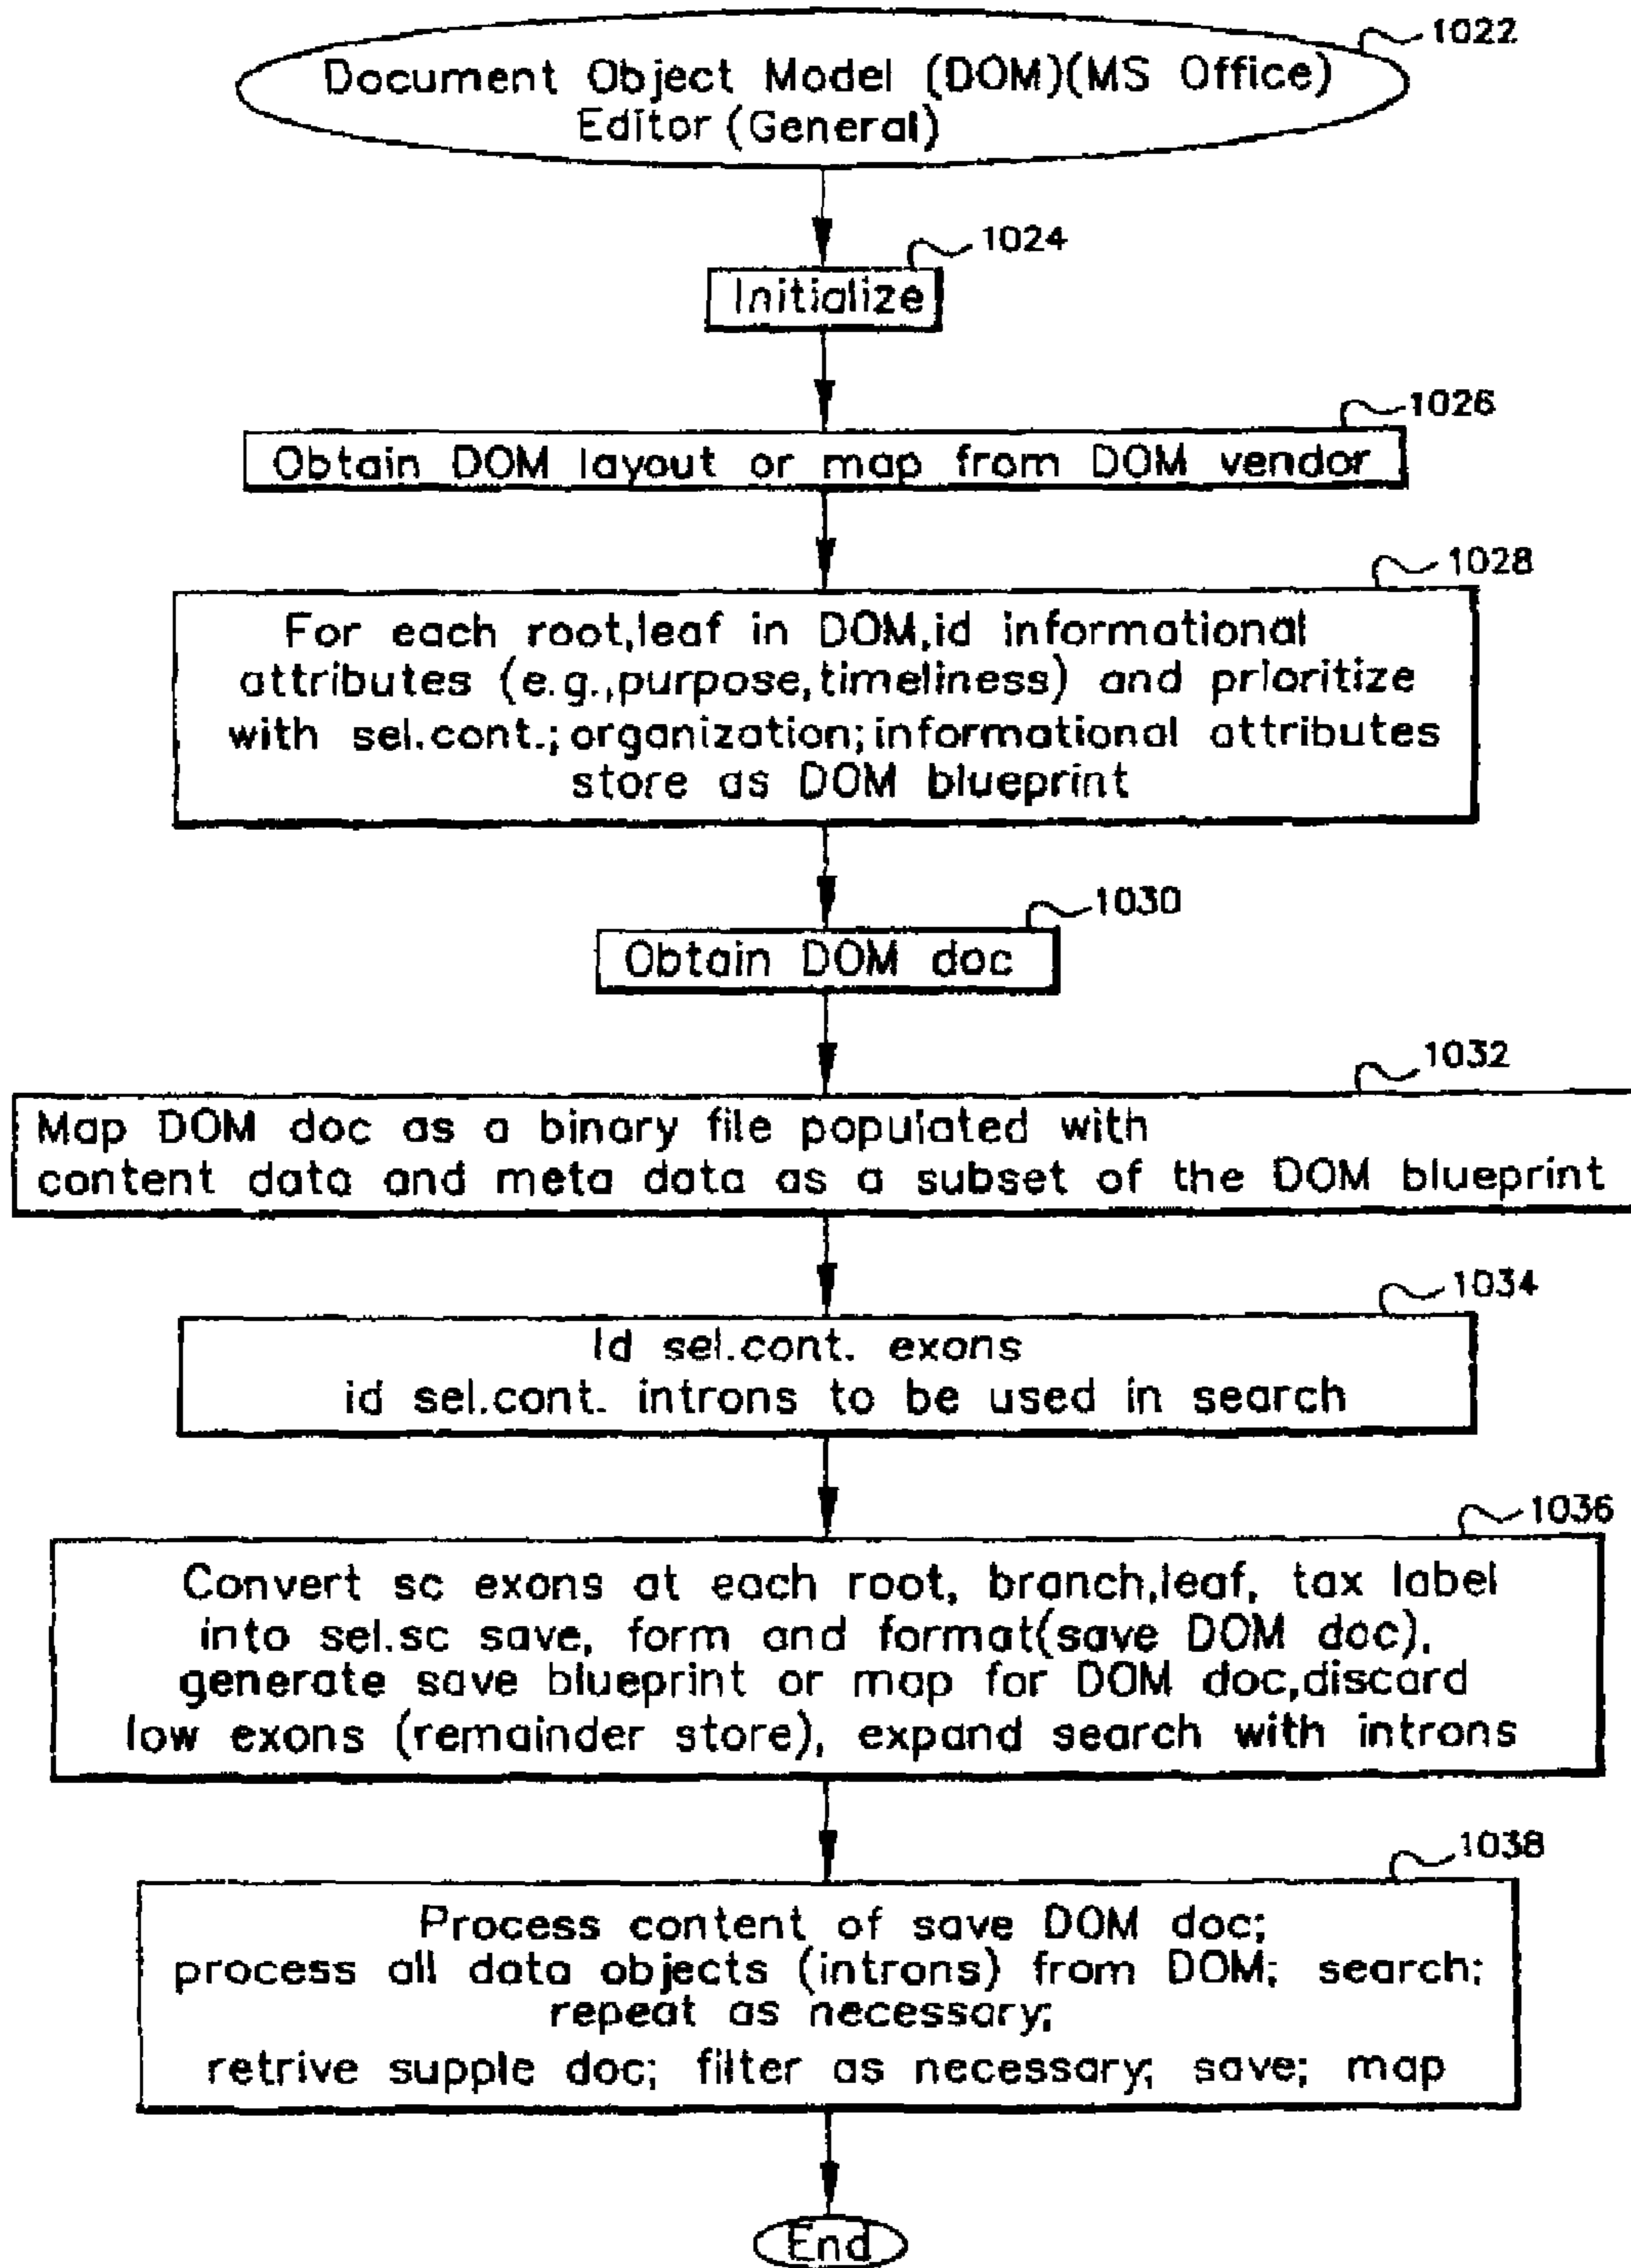 1022
Document Object Model (DOM)(MS Office)
Editor (General)
1024
Initialize
1026
Obtain DOM layout or map from DOM vendor
1028
For each root,leaf in DOM,id informational
attributes (e.g.,purpose,timeliness) and prioritize
with sel.cont.;organization;informational attributes
store as DOM blueprint
1030
Obtain DOM doc
1032
Map DOM doc as a binary file populated with
content data and meta data as a subset of the DOM blueprint
1034
Id sel.cont. exons
id sel.cont. introns to be used in search
1036
Convert sc exons at each root, branch,leaf, tax label
into sel.sc save, form and format(save DOM doc),
generate save blueprint or map for DOM doc,discard
low exons (remainder store), expand search with introns
1038
Process content of save DOM doc;
process all data objects (introns) from DOM; search;
repeat as necessary;
retrive supple doc; filter as necessary; save; map
End